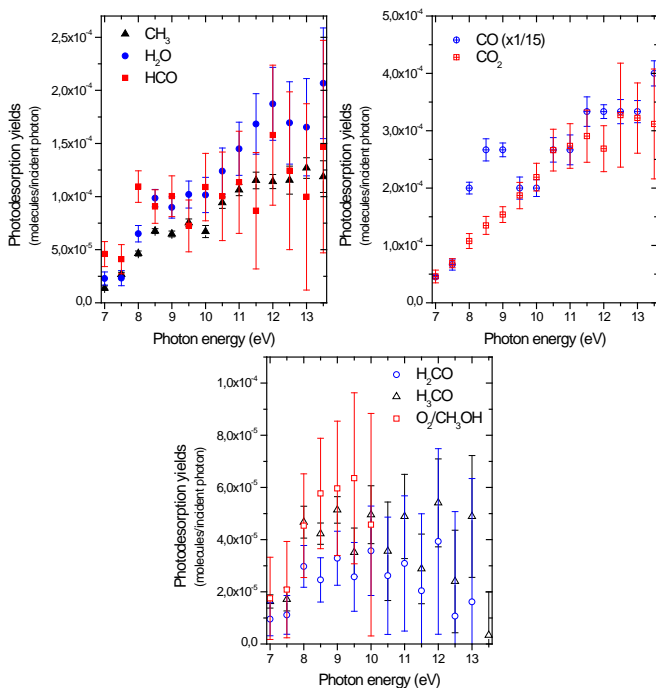 2,5x10-4
2,0x10-4
1,5x10-4
1,0x10-4
5,0x10-5
0,0
Photodesorption yields
(molecules/incident photon)
CH3
H2O
HCO
7 8 9 10 11 12 13
Photon energy (eV)
5,0x10-4
4,0x10-4
3,0x10-4
2,0x10-4
1,0x10-4
0,0
Photodesorption yields
(molecules/incident photon)
CO (x1/15)
CO2
7 8 9 10 11 12 13
Photon energy (eV)
1,0x10-4
8,0x10-5
6,0x10-5
4,0x10-5
2,0x10-5
0,0
Photodesorption yields
(molecules/incident photon)
H2CO
H3CO
O2/CH3OH
7 8 9 10 11 12 13
Photon energy (eV)